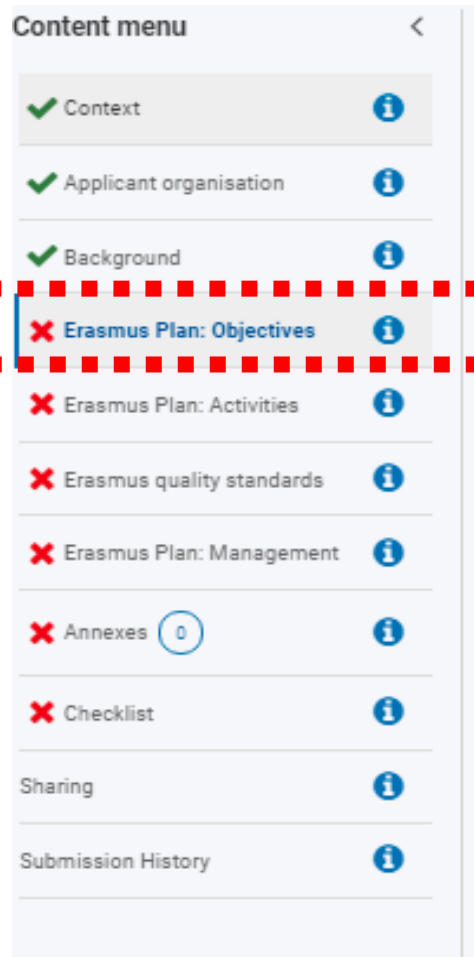 Content menu
Context
Applicant organisation
Background
Erasmus Plan: Objectives
Erasmus Plan: Activities
Erasmus quality standards
Erasmus Plan: Management
Annexes 0
Checklist
Sharing
Submission History